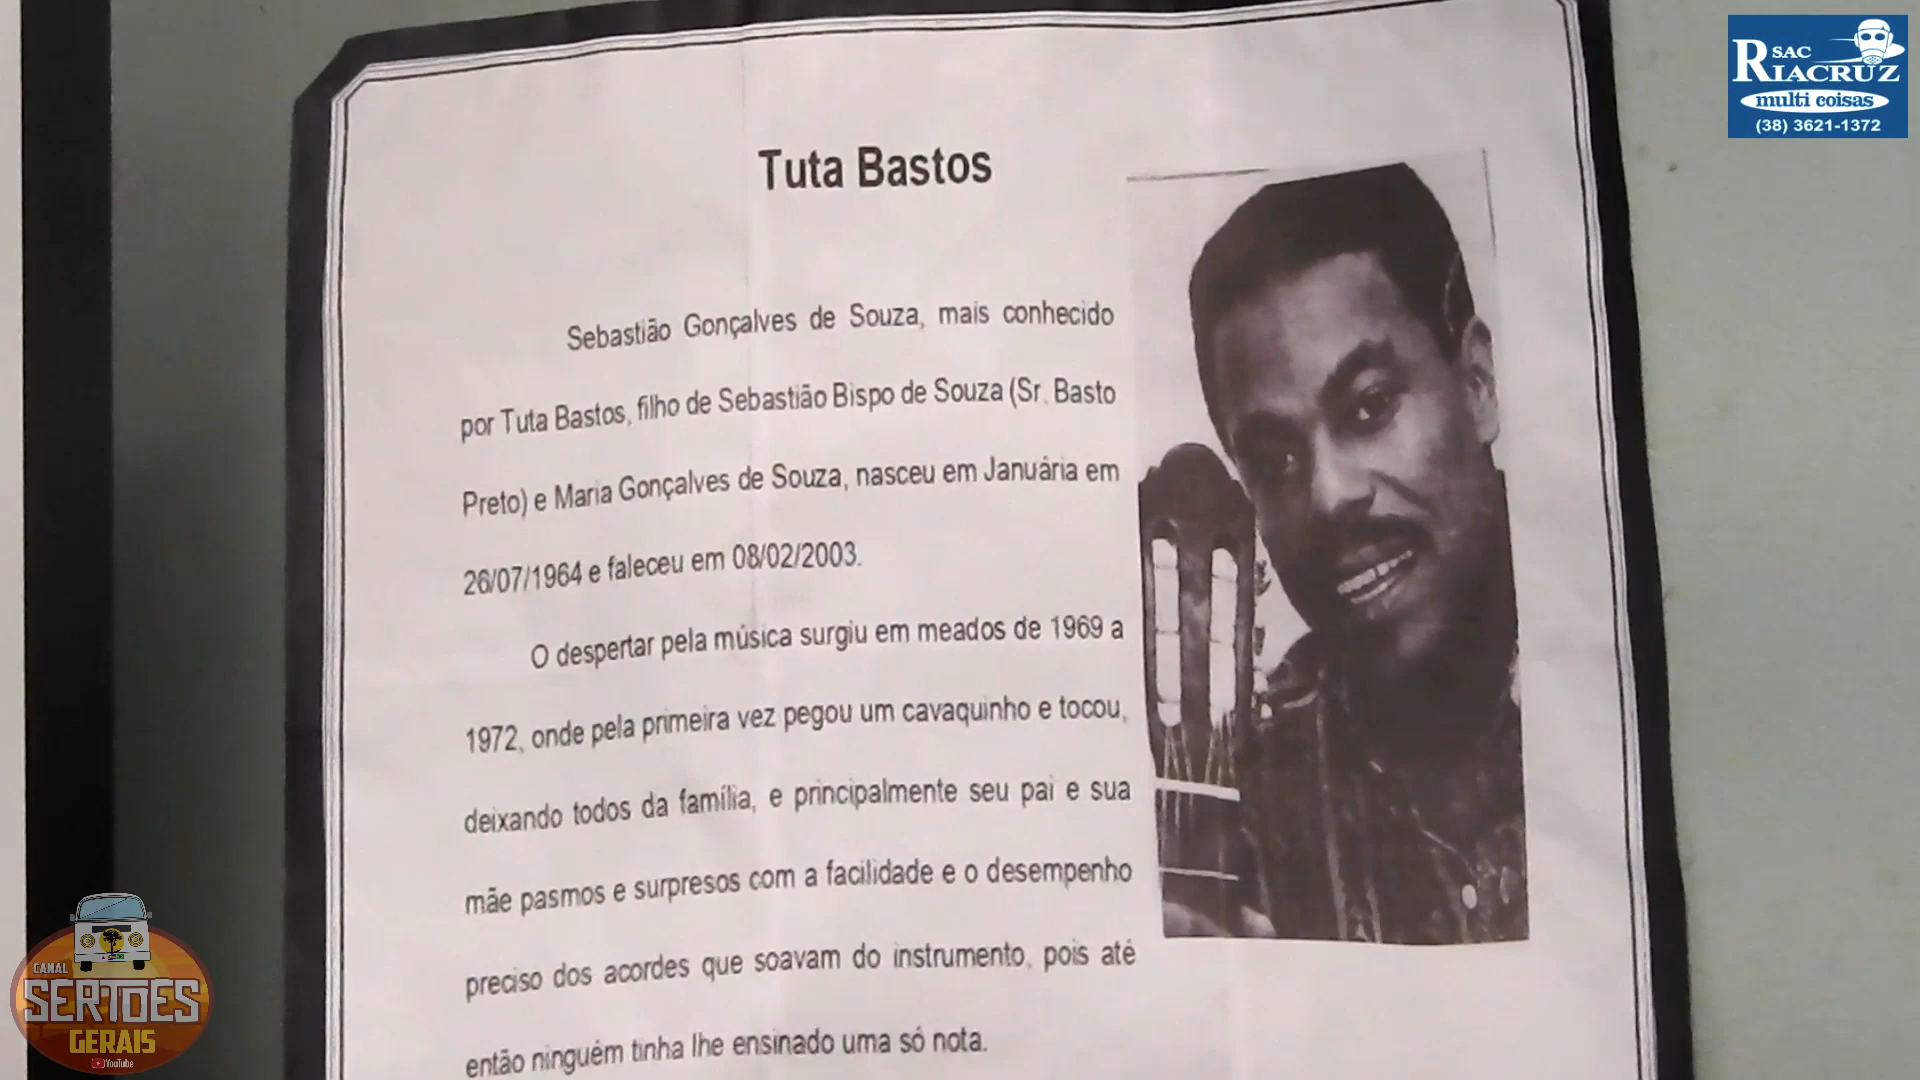 Tuta Bastos
Sebastião Gonçalves de Souza, mais conhecido
por Tuta Bastos, filho de Sebastião Bispo de Souza (Sr. Basto
Preto) e Maria Gonçalves de Souza, nasceu em Januária em
26/07/1964 e faleceu em 08/02/2003.
O despertar pela música surgiu em meados de 1969 a
1972, onde pela primeira vez pegou um cavaquinho e tocou,
deixando todos da família, e principalmente seu pai e sua
mãe pasmos e surpresos com a facilidade e o desempenho
preciso dos acordes que soavam do instrumento, pois até
então ninguém tinha lhe ensinado uma só nota.
SAC
RIACRUZ
multi coisas
(38) 3621-1372
CANAL
SERTOES
GERAIS
YouTube